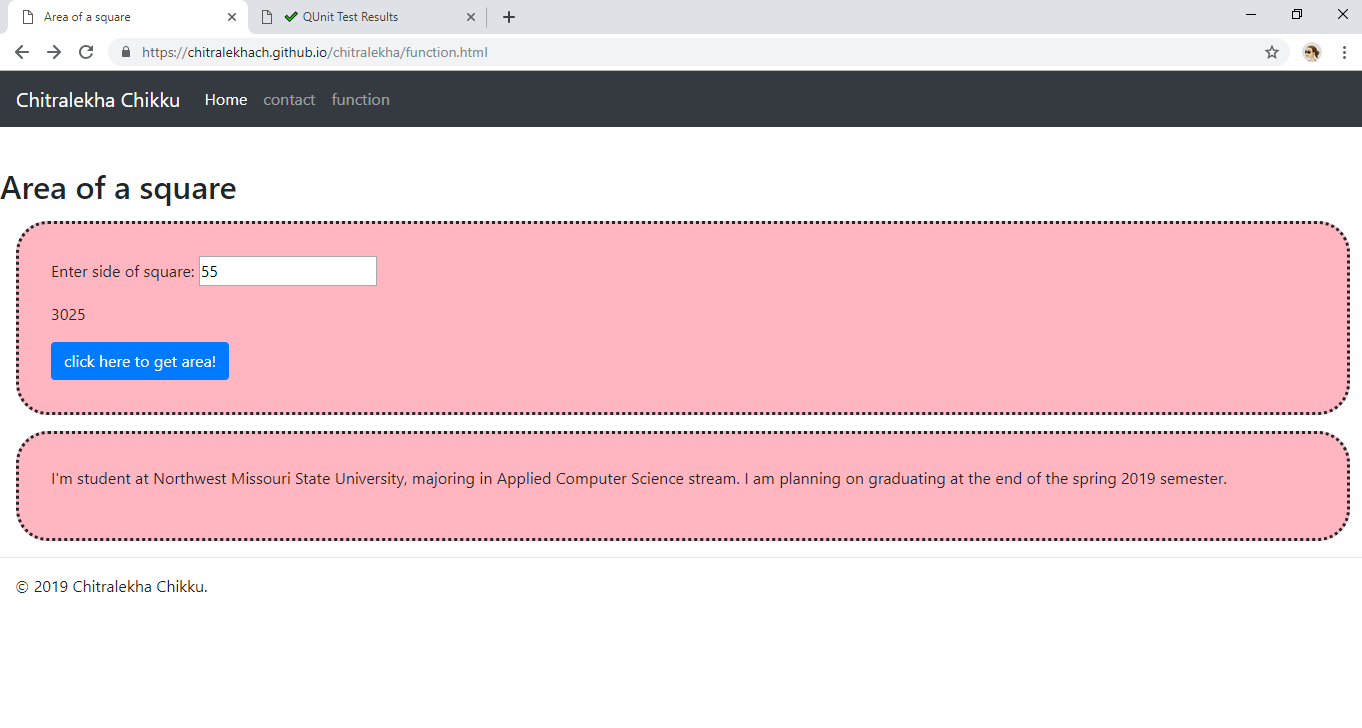 Area of a square
QUnit Test Results
https://chitralekhach.github.io/chitralekha/function.html
Chitralekha Chikku Home contact function
Area of a square
Enter side of square: 55
3025
click here to get area!
I'm student at Northwest Missouri State University, majoring in Applied Computer Science stream. I am planning on graduating at the end of the spring 2019 semester.
© 2019 Chitralekha Chikku.